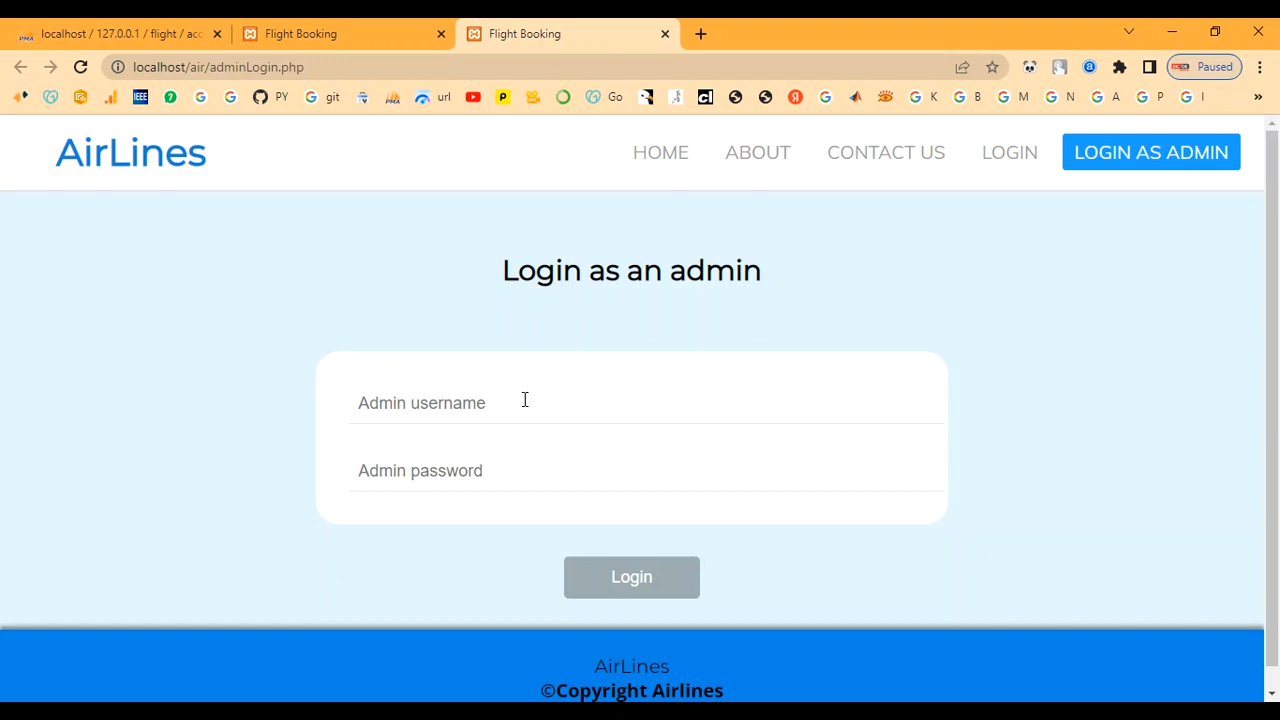 localhost / 127.0.0.1 / flight / acc
Flight Booking
Flight Booking
localhost/air/adminLogin.php
Paused
PY
git
url
Go
K
B
M
N
A
P
I
AirLines
HOME
ABOUT
CONTACT US
LOGIN
LOGIN AS ADMIN
Login as an admin
Admin username
Admin password
Login
AirLines
©Copyright Airlines